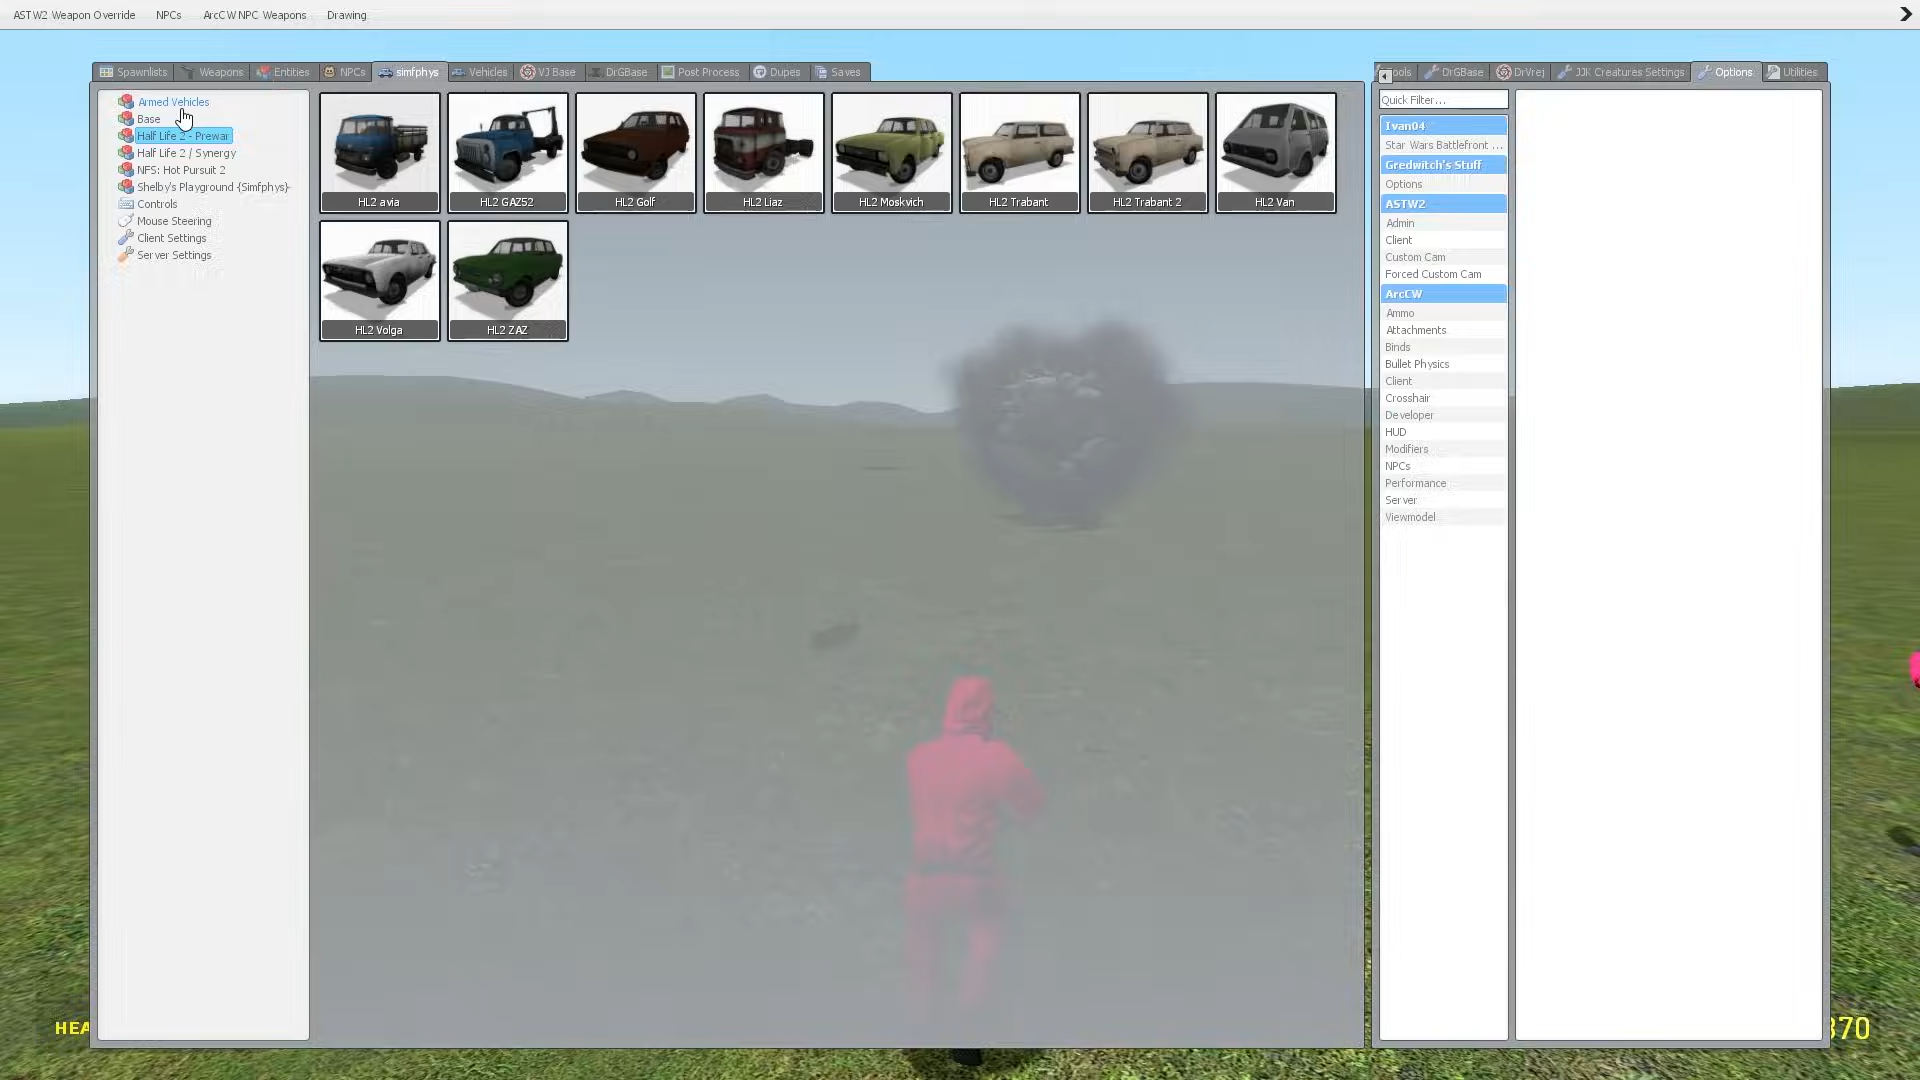 ASTW2 Weapon Override NPCs ArcCW NPC Weapons Drawing
Spawnlists Weapons Entities NPCs simfphys Vehicles VJ Base DrGBase Post Process Dupes Saves
Armed Vehicles
Base
Half Life 2 - Prewar
Half Life 2 / Synergy
NFS: Hot Pursuit 2
Shelby's Playground {Simfphys}
Controls
Mouse Steering
Client Settings
Server Settings
HL2 avia HL2 GAZ52 HL2 Golf HL2 Liaz HL2 Moskvich HL2 Trabant HL2 Trabant 2 HL2 Van
HL2 Volga HL2 ZAZ
ools DrGBase DrVrej JJK Creatures Settings Options Utilities
Quick Filter...
Ivan04
Star Wars Battlefront ...
Gredwitch's Stuff
Options
ASTW2
Admin
Client
Custom Cam
Forced Custom Cam
ArcCW
Ammo
Attachments
Binds
Bullet Physics
Client
Crosshair
Developer
HUD
Modifiers
NPCs
Performance
Server
Viewmodel
HEA
370